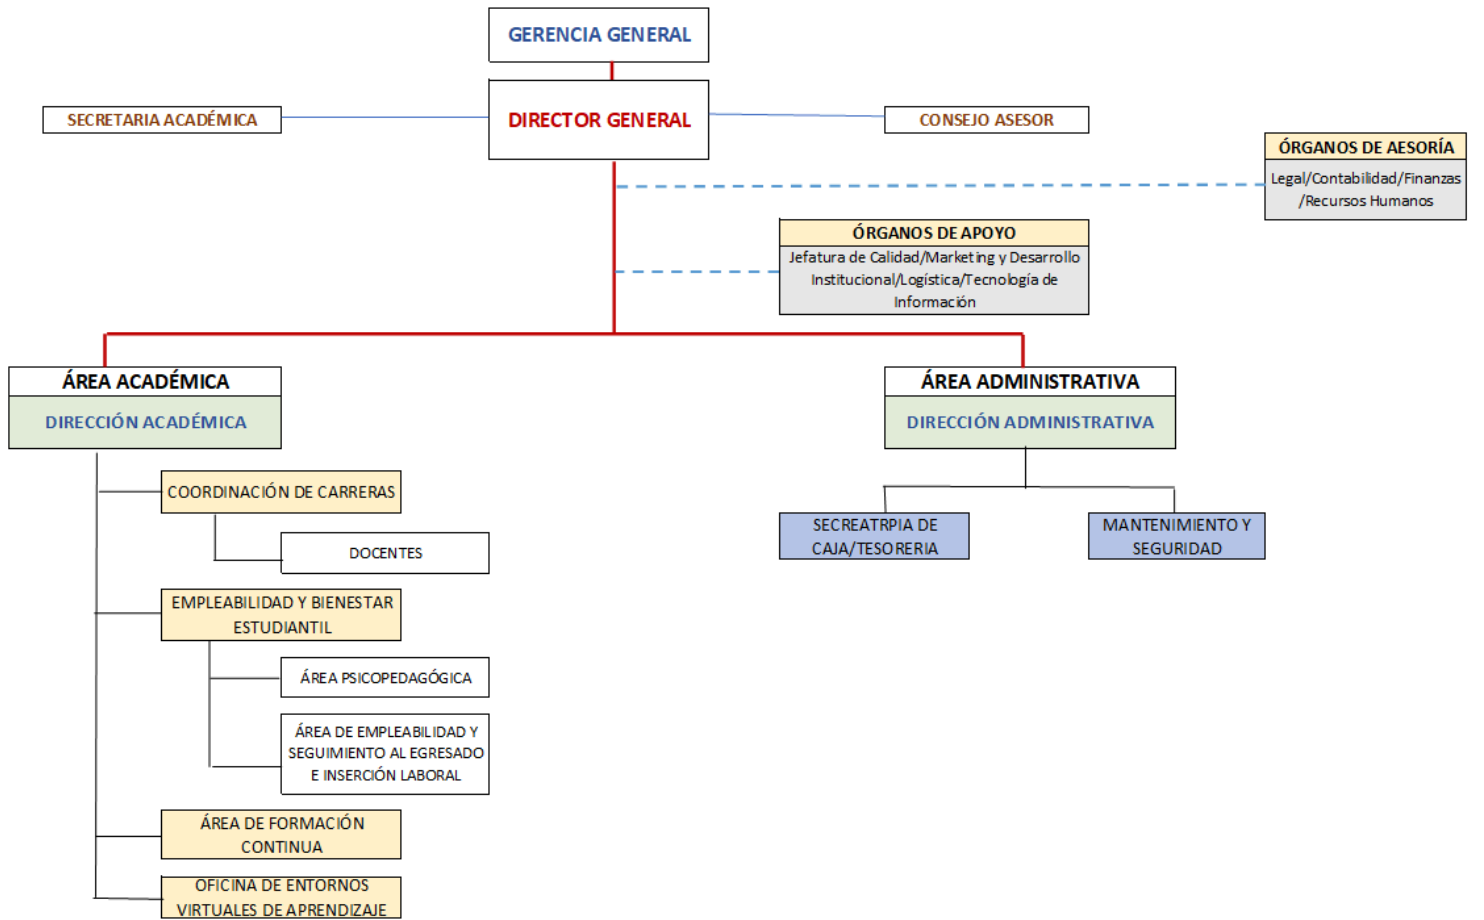 GERENCIA GENERAL
SECRETARIA ACADÉMICA
DIRECTOR GENERAL
CONSEJO ASESOR
ÓRGANOS DE AESORÍA
Legal/Contabilidad/Finanzas
/Recursos Humanos
ÓRGANOS DE APOYO
Jefatura de Calidad/Marketing y Desarrollo
Institucional/Logística/Tecnología de
Información
ÁREA ACADÉMICA
DIRECCIÓN ACADÉMICA
COORDINACIÓN DE CARRERAS
DOCENTES
EMPLEABILIDAD Y BIENESTAR
ESTUDIANTIL
ÁREA PSICOPEDAGÓGICA
ÁREA DE EMPLEABILIDAD Y
SEGUIMIENTO AL EGRESADO
E INSERCIÓN LABORAL
ÁREA DE FORMACIÓN
CONTINUA
OFICINA DE ENTORNOS
VIRTUALES DE APRENDIZAJE
ÁREA ADMINISTRATIVA
DIRECCIÓN ADMINISTRATIVA
SECREATRPIA DE
CAJA/TESORERIA
MANTENIMIENTO Y
SEGURIDAD